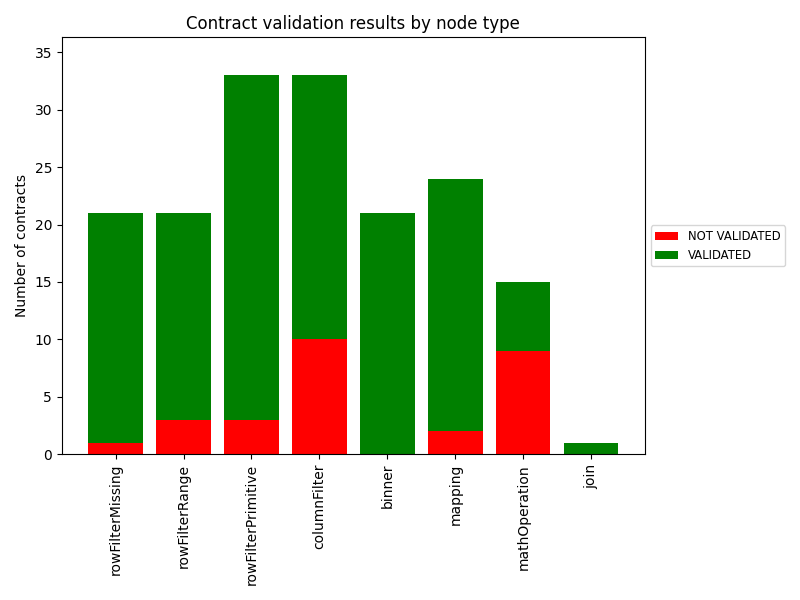 Contract validation results by node type
Number of contracts
35
30
25
20
15
10
5
0
rowFilterMissing
rowFilterRange
rowFilterPrimitive
columnFilter
binner
mapping
mathOperation
join
NOT VALIDATED
VALIDATED